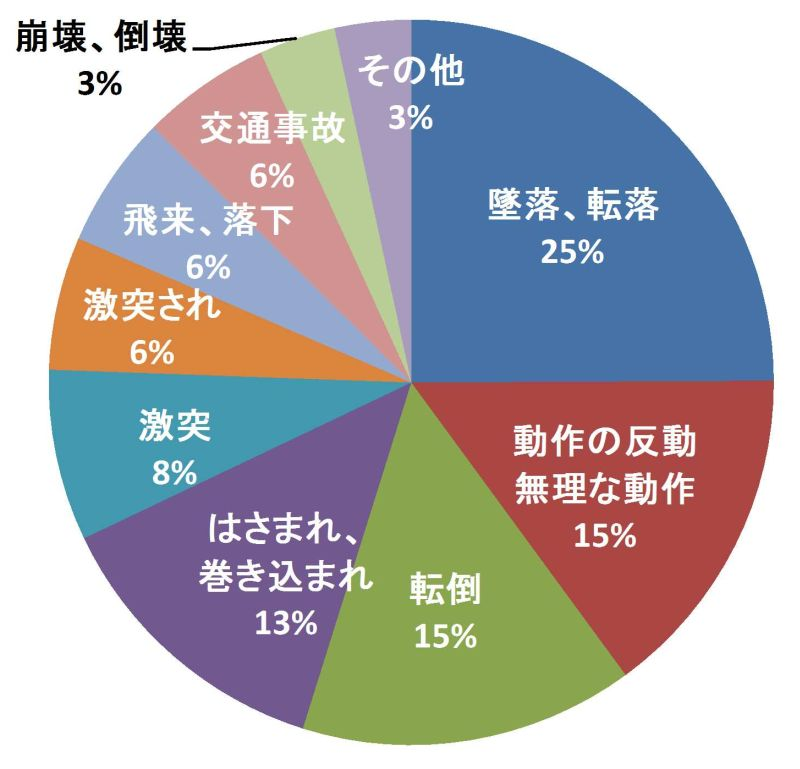 墜落、転落
25%
動作の反動
無理な動作
15%
転倒
15%
はさまれ、
巻き込まれ
13%
激突
8%
激突され
6%
飛来、落下
6%
交通事故
6%
崩壊、倒壊
3%
その他
3%